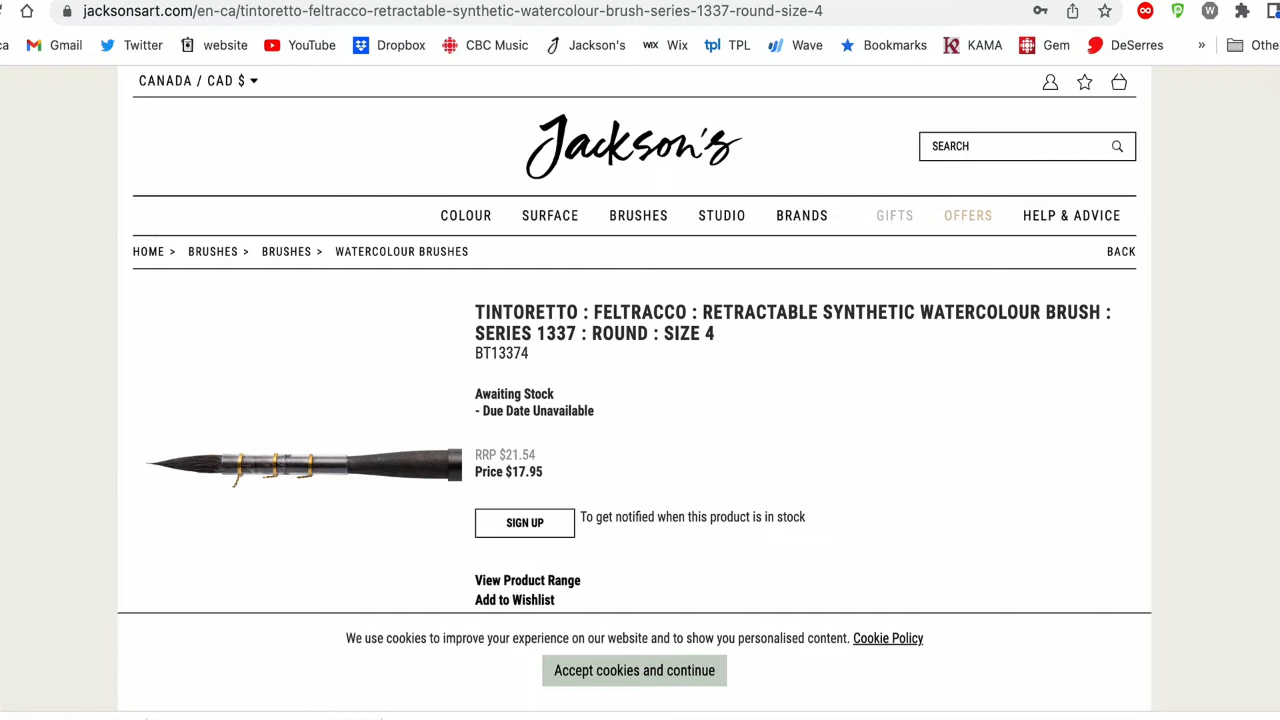 jacksonsart.com/en-ca/tintoretto-feltracco-retractable-synthetic-watercolour-brush-series-1337-round-size-4
ca Gmail Twitter website YouTube Dropbox CBC Music Jackson's WiX Wix tpl TPL Wave Bookmarks KAMA Gem DeSerres » Othe
CANADA / CAD $
Jackson's
SEARCH
COLOUR SURFACE BRUSHES STUDIO BRANDS GIFTS OFFERS HELP & ADVICE
HOME > BRUSHES > BRUSHES > WATERCOLOUR BRUSHES BACK
TINTORETTO : FELTRACCO : RETRACTABLE SYNTHETIC WATERCOLOUR BRUSH :
SERIES 1337 : ROUND : SIZE 4
BT13374
Awaiting Stock
- Due Date Unavailable
RRP $21.54
Price $17.95
SIGN UP To get notified when this product is in stock
View Product Range
Add to Wishlist
We use cookies to improve your experience on our website and to show you personalised content. Cookie Policy
Accept cookies and continue